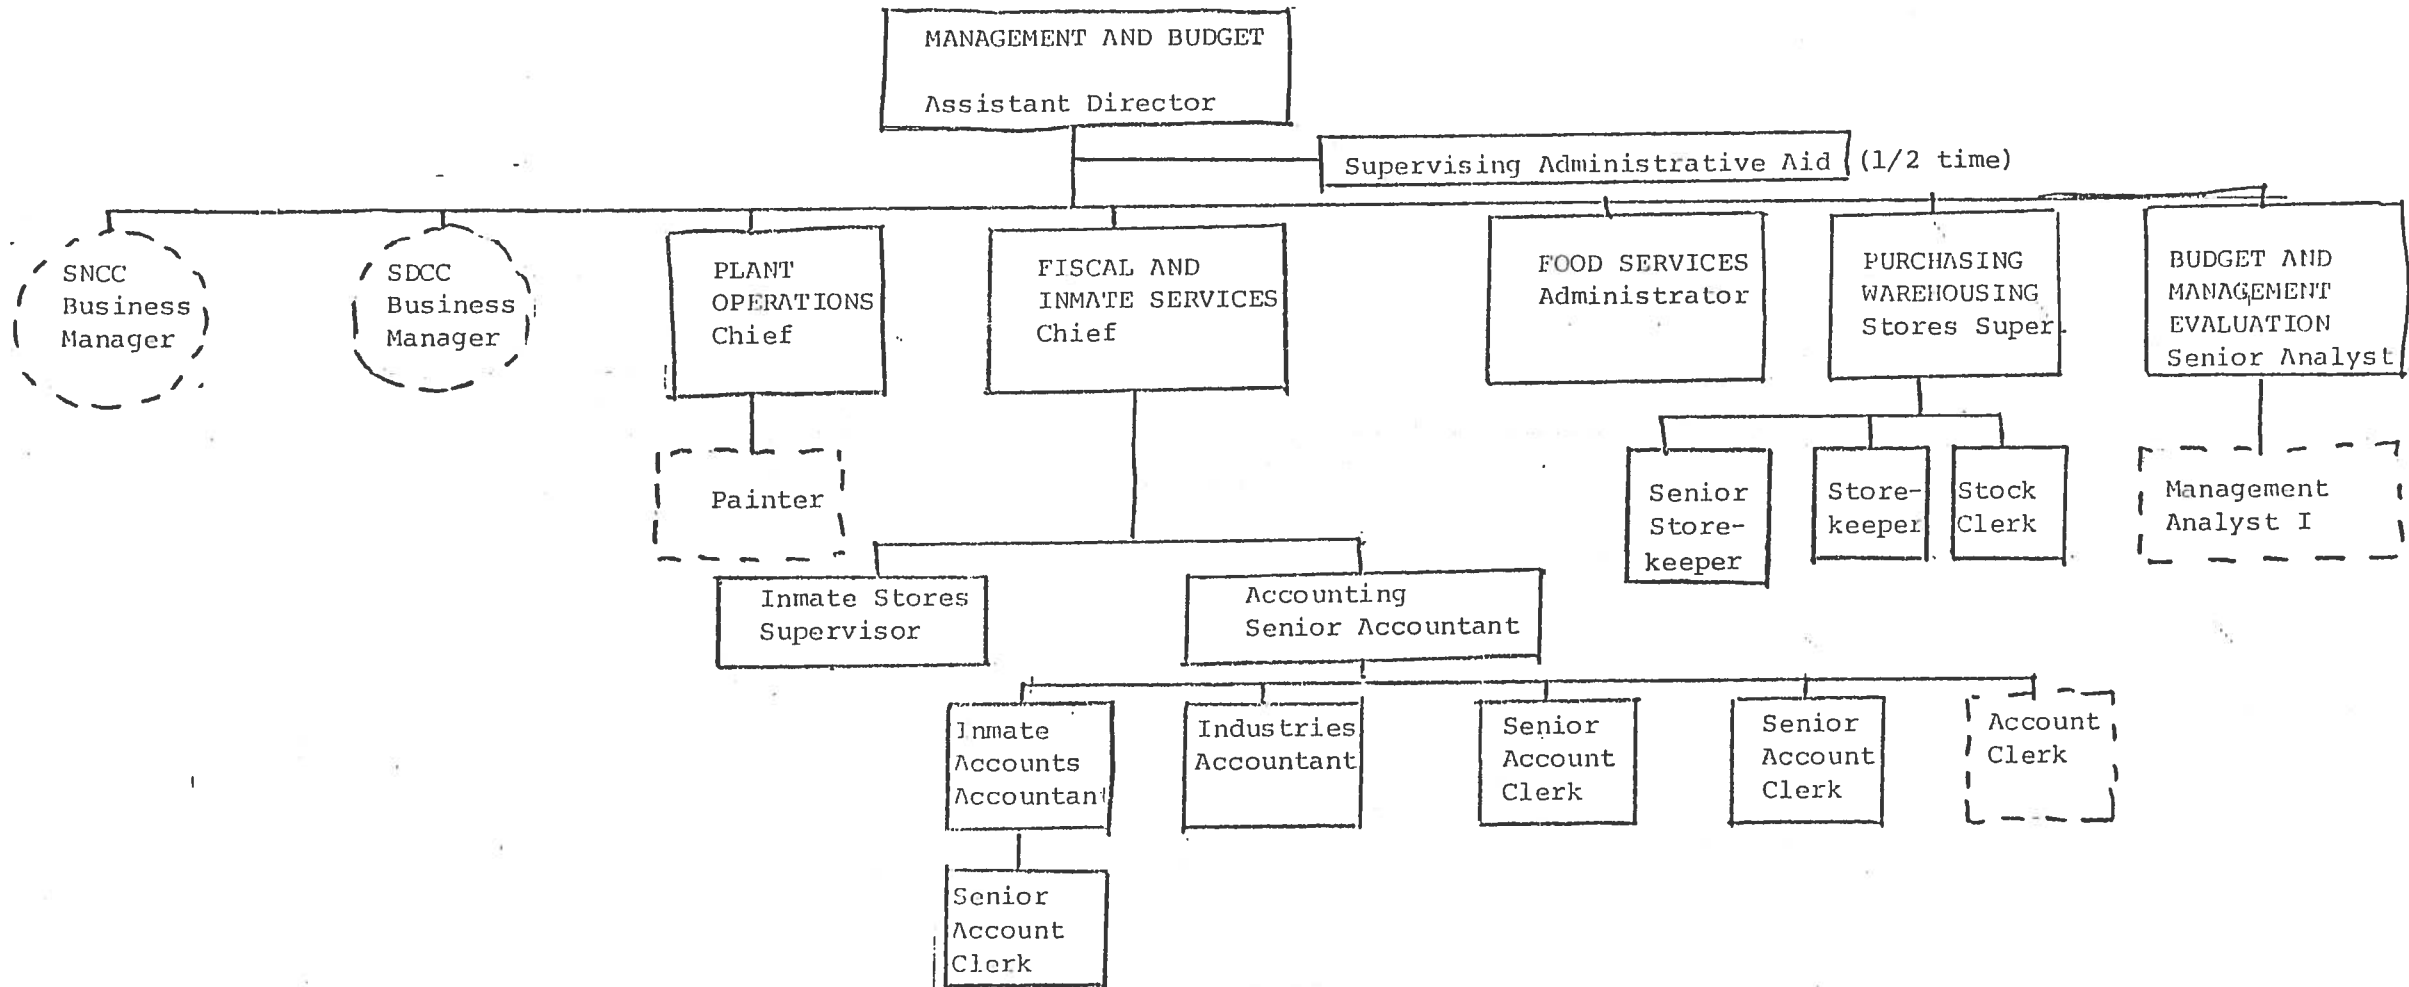 MANAGEMENT AND BUDGET
Assistant Director
Supervising Administrative Aid (1/2 time)
SNCC
Business
Manager
SDCC
Business
Manager
PLANT
OPERATIONS
Chief
FISCAL AND
INMATE SERVICES
Chief
FOOD SERVICES
Administrator
PURCHASING
WAREHOUSING
Stores Super.
BUDGET AND
MANAGEMENT
EVALUATION
Senior Analyst
Painter
Senior
Store-
keeper
Store-
keeper
Stock
Clerk
Management
Analyst I
Inmate Stores
Supervisor
Accounting
Senior Accountant
Inmate
Accounts
Accountant
Industries
Accountant
Senior
Account
Clerk
Senior
Account
Clerk
Account
Clerk
Senior
Account
Clerk